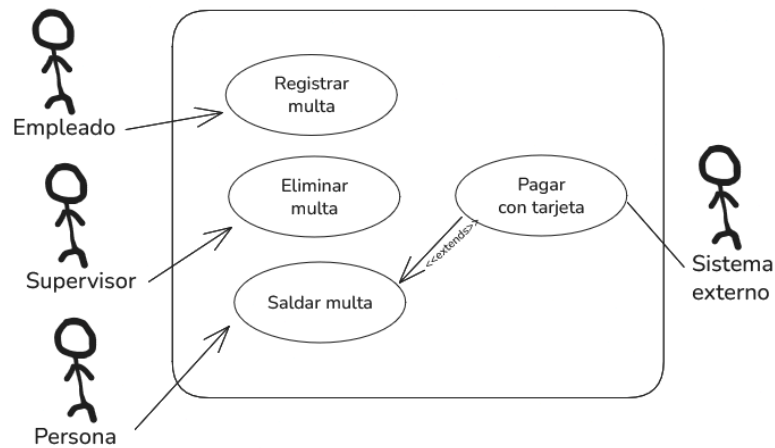 Registrar
multa
Empleado
Eliminar
multa
Pagar
con tarjeta
<<extends>>
Supervisor
Sistema
externo
Saldar multa
Persona